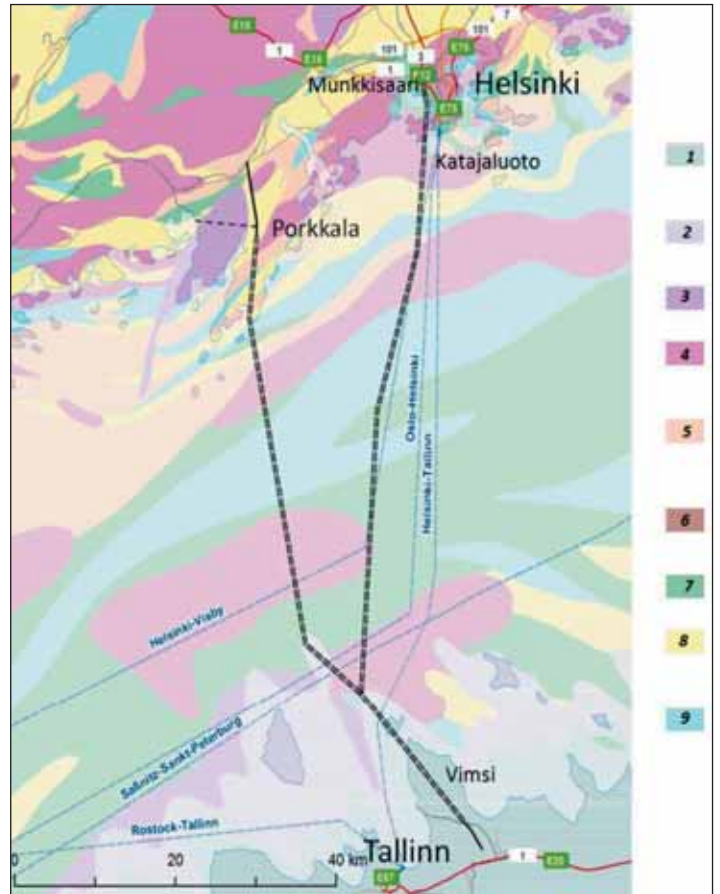 E18
7
1
E18
101
3
101
E75
1
E12
Munkkisaari
Helsinki
E75
Katajaluoto
Porkkala
Oslo-Helsinki
Helsinki-Tallinn
Helsinki-Visby
Saßnitz-Sankt-Peterburg
Vimsi
Rostock-Tallinn
0
20
40 km
Tallinn
1
E20
E67
1
2
3
4
5
6
7
8
9